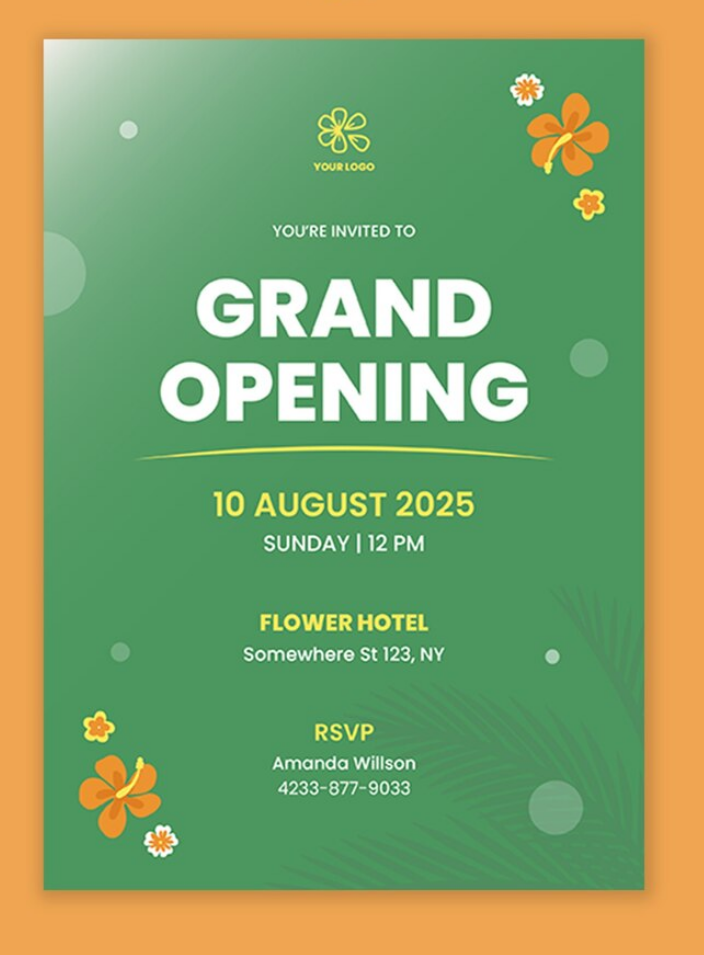 YOUR LOGO
YOU'RE INVITED TO
GRAND
OPENING
10 AUGUST 2025
SUNDAY | 12 PM
FLOWER HOTEL
Somewhere St 123, NY
RSVP
Amanda Willson
4233-877-9033